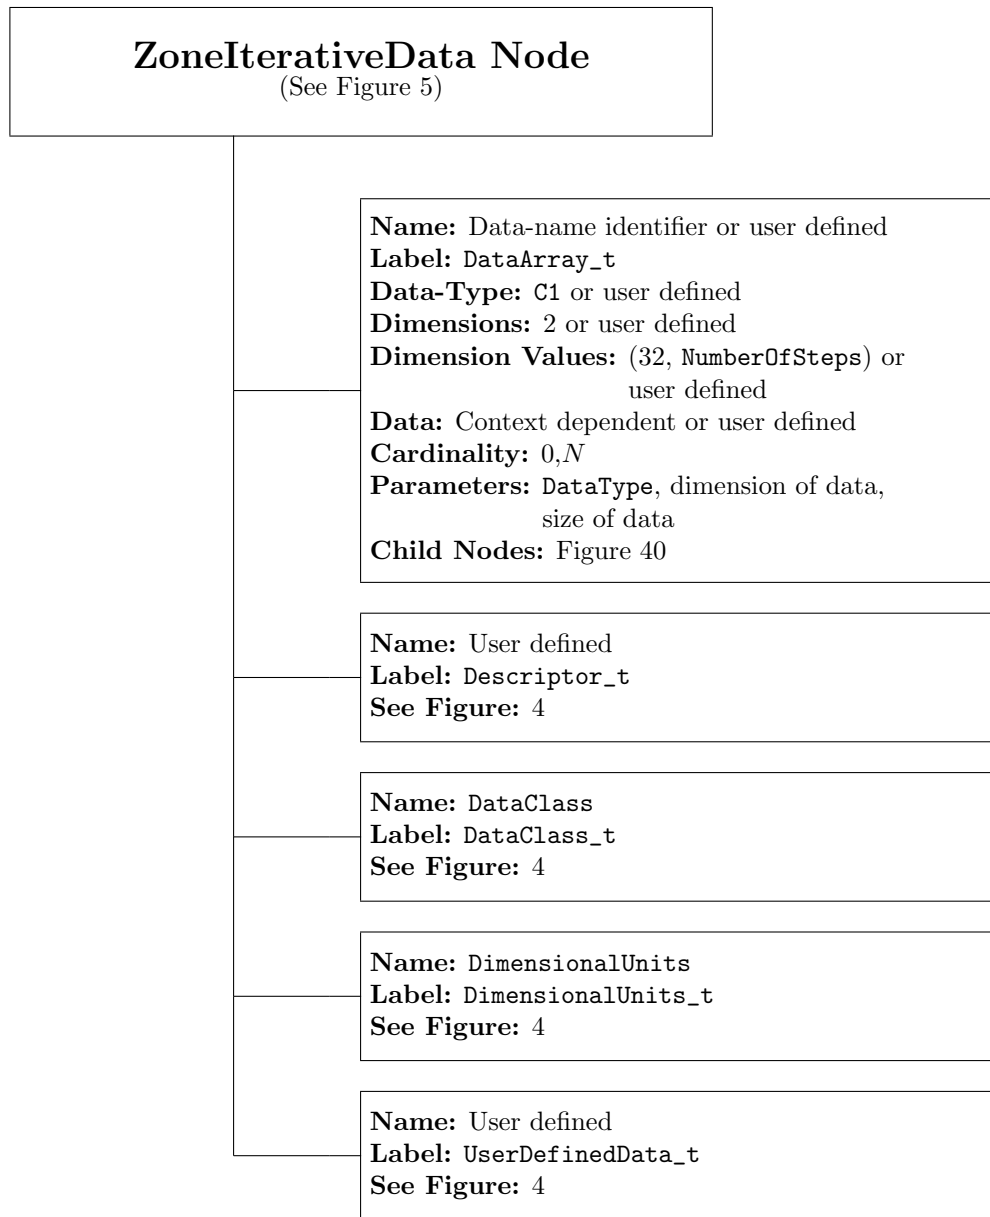 ZoneIterativeData Node
(See Figure 5)
Name: Data-name identifier or user defined
Label: DataArray_t
Data-Type: C1 or user defined
Dimensions: 2 or user defined
Dimension Values: (32, NumberOfSteps) or
user defined
Data: Context dependent or user defined
Cardinality: 0,N
Parameters: DataType, dimension of data,
size of data
Child Nodes: Figure 40
Name: User defined
Label: Descriptor_t
See Figure: 4
Name: DataClass
Label: DataClass_t
See Figure: 4
Name: DimensionalUnits
Label: DimensionalUnits_t
See Figure: 4
Name: User defined
Label: UserDefinedData_t
See Figure: 4